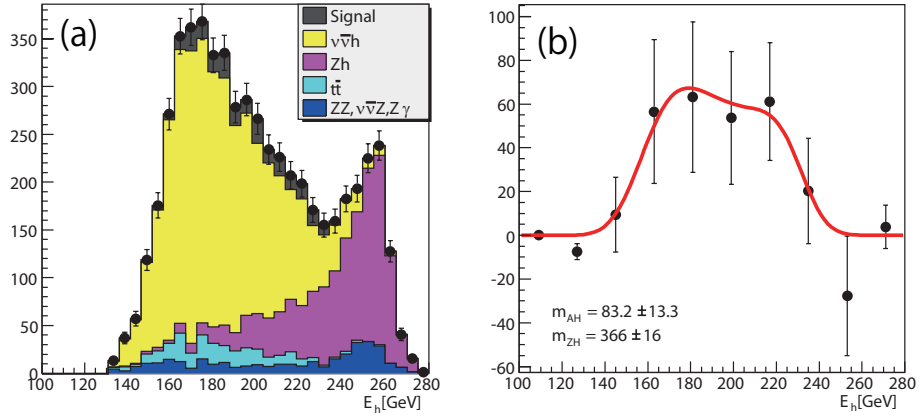 (a)
Signal
νν̄h
Zh
tt̄
ZZ, νν̄Z,Z γ
350
300
250
200
150
100
50
0
100 120 140 160 180 200 220 240 260 280
E_h[GeV]
(b)
100
80
60
40
20
0
-20
-40
-60
m_AH = 83.2 ±13.3
m_ZH = 366 ±16
100 120 140 160 180 200 220 240 260 280
E_h[GeV]